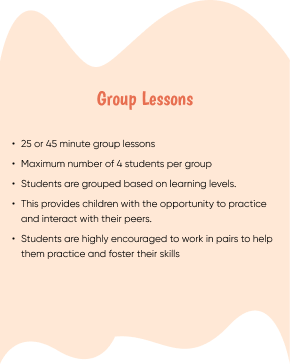 Group Lessons
• 25 or 45 minute group lessons
• Maximum number of 4 students per group
• Students are grouped based on learning levels.
• This provides children with the opportunity to practice
and interact with their peers.
• Students are highly encouraged to work in pairs to help
them practice and foster their skills